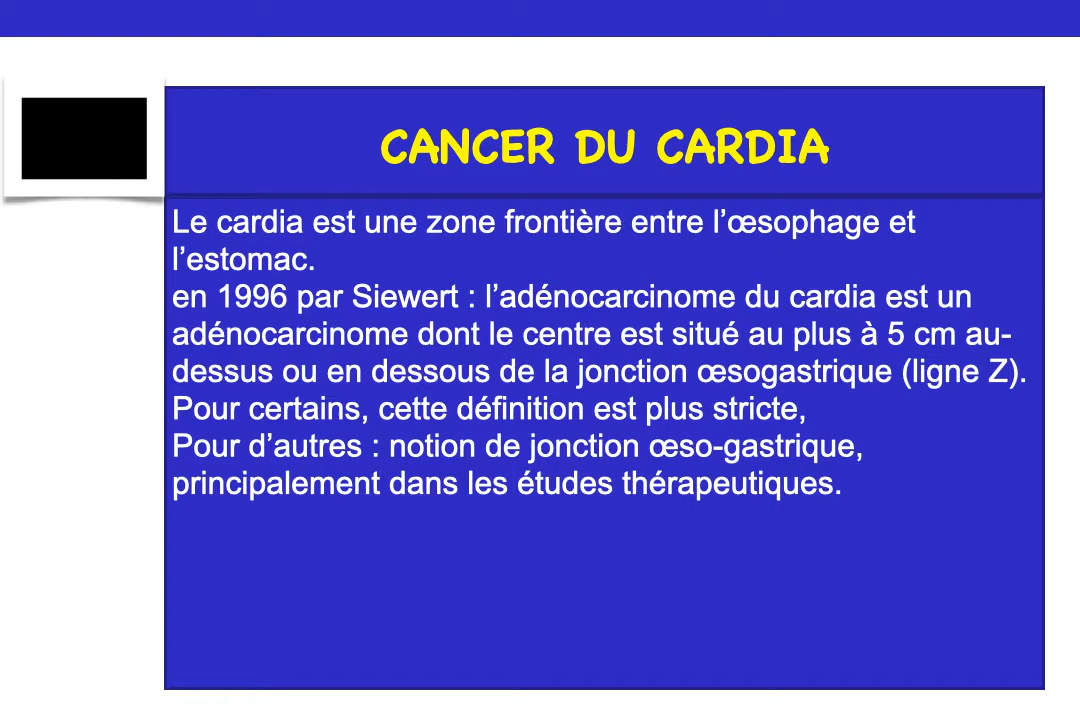 CANCER DU CARDIA
Le cardia est une zone frontière entre l’œsophage et
l’estomac.
en 1996 par Siewert : l’adénocarcinome du cardia est un
adénocarcinome dont le centre est situé au plus à 5 cm au-
dessus ou en dessous de la jonction œsogastrique (ligne Z).
Pour certains, cette définition est plus stricte,
Pour d’autres : notion de jonction œso-gastrique,
principalement dans les études thérapeutiques.